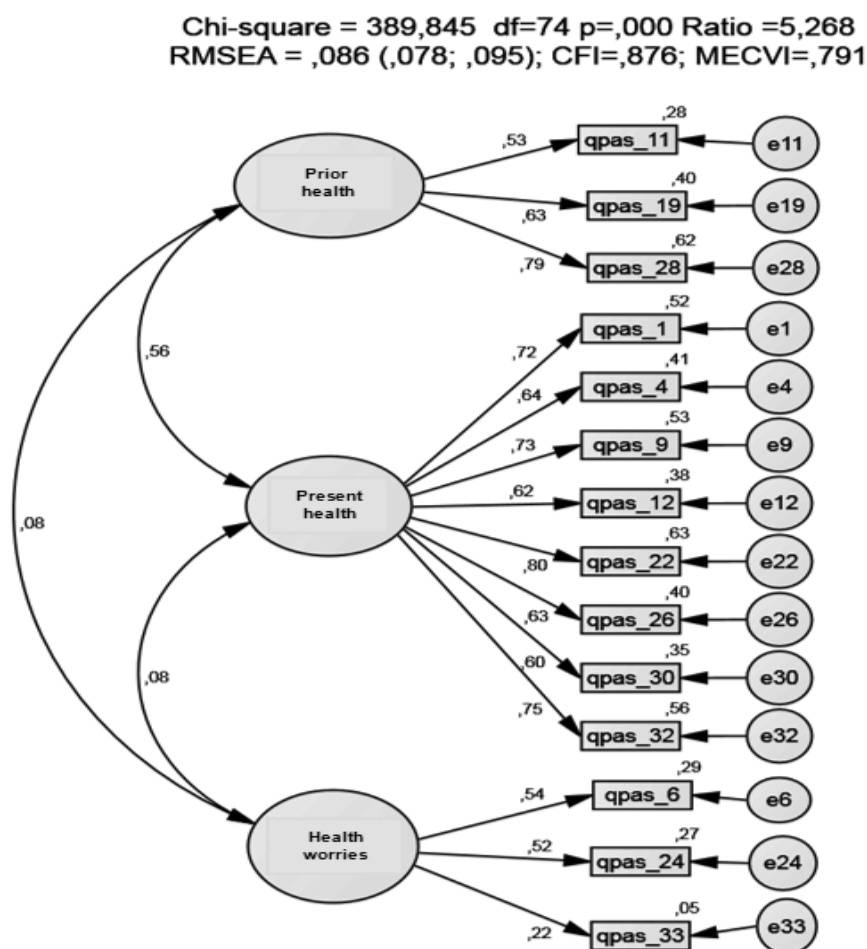 Chi-square = 389,845 df=74 p=,000 Ratio =5,268
RMSEA = ,086 (,078; ,095); CFI=,876; MECVI=,791
Prior
health
,53
,28
qpas_11
e11
,63
,40
qpas_19
e19
,79
,62
qpas_28
e28
,56
,08
Present
health
,72
,52
qpas_1
e1
,64
,41
qpas_4
e4
,73
,53
qpas_9
e9
,62
,38
qpas_12
e12
,80
,63
qpas_22
e22
,63
,40
qpas_26
e26
,60
,35
qpas_30
e30
,75
,56
qpas_32
e32
,08
Health
worries
,54
,29
qpas_6
e6
,52
,27
qpas_24
e24
,22
,05
qpas_33
e33